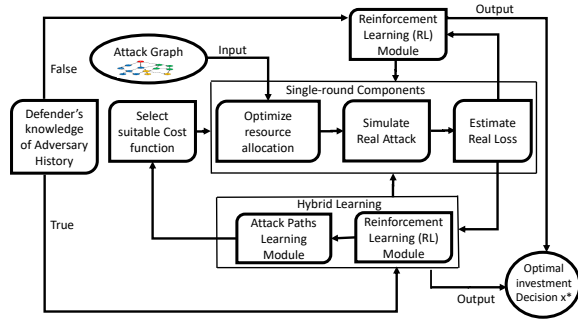 Output
Reinforcement
Learning (RL)
Module
Attack Graph
Input
False
Single-round Components
Defender's
knowledge
of Adversary
History
Select
suitable Cost
function
Optimize
resource
allocation
Simulate
Real Attack
Estimate
Real Loss
True
Hybrid Learning
Attack Paths
Learning
Module
Reinforcement
Learning (RL)
Module
Output
Optimal
investment
Decision x*